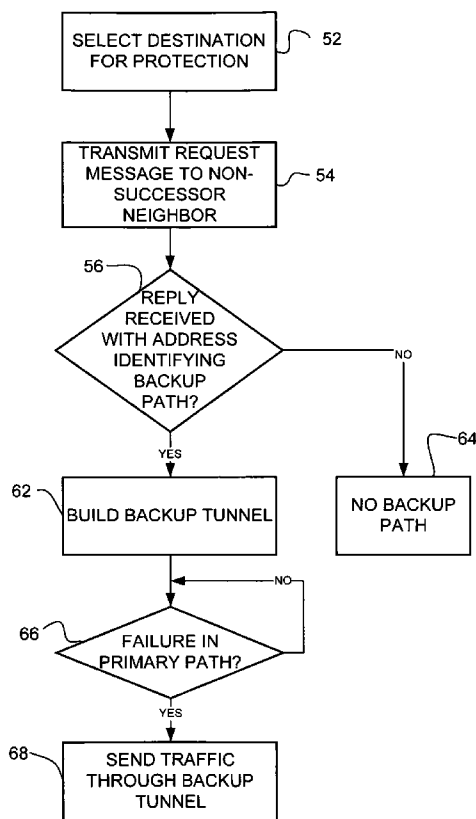 SELECT DESTINATION
FOR PROTECTION
52
TRANSMIT REQUEST
MESSAGE TO NON-
SUCCESSOR
NEIGHBOR
54
56
REPLY
RECEIVED
WITH ADDRESS
IDENTIFYING
BACKUP
PATH?
NO
YES
64
62
BUILD BACKUP TUNNEL
NO BACKUP
PATH
NO
66
FAILURE IN
PRIMARY PATH?
YES
68
SEND TRAFFIC
THROUGH BACKUP
TUNNEL